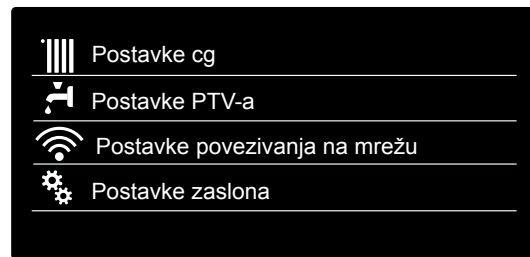 Postavke cg
Postavke PTV-a
Postavke povezivanja na mrežu
Postavke zaslona